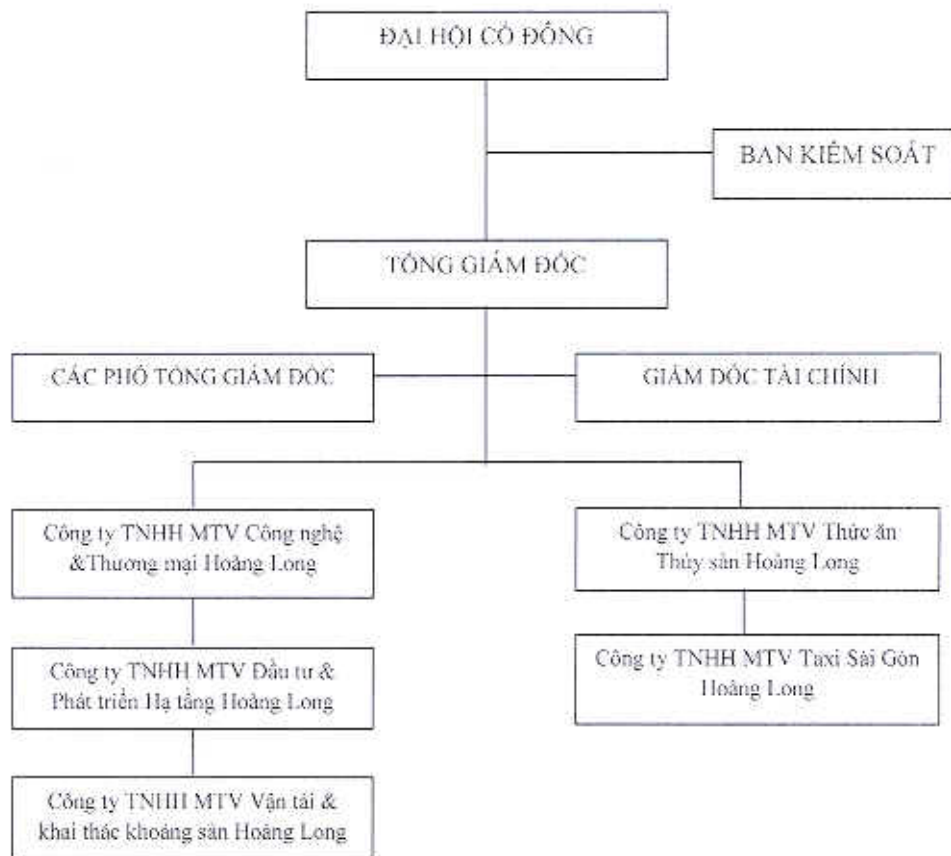 ĐẠI HỘI CỔ ĐÔNG
BAN KIỂM SOÁT
TỔNG GIÁM ĐỐC
CÁC PHÓ TỔNG GIÁM ĐỐC
GIÁM ĐỐC TÀI CHÍNH
Công ty TNHH MTV Công nghệ
&Thương mại Hoàng Long
Công ty TNHH MTV Thức ăn
Thủy sản Hoàng Long
Công ty TNHH MTV Đầu tư &
Phát triển Hạ tầng Hoàng Long
Công ty TNHH MTV Taxi Sài Gòn
Hoàng Long
Công ty TNHH MTV Vận tải &
khai thác khoáng sản Hoàng Long